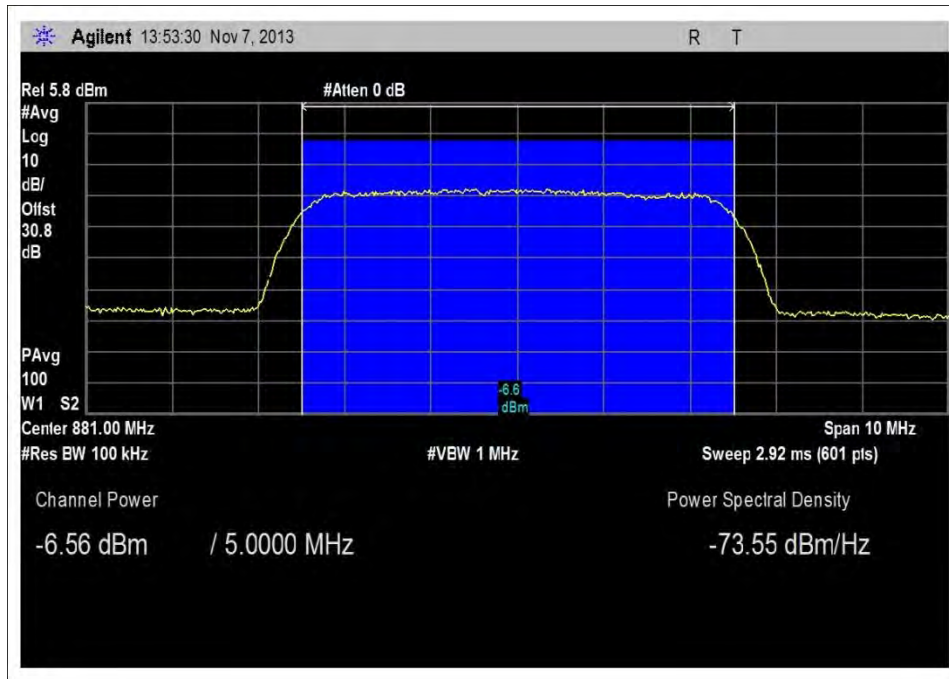 Agilent 13:53:30 Nov 7, 2013 R T
Ref 5.8 dBm #Atten 0 dB
#Avg
Log
10
dB/
Offst
30.8
dB
PAvg
100
W1 S2
-6.6
dBm
Center 881.00 MHz Span 10 MHz
#Res BW 100 kHz #VBW 1 MHz Sweep 2.92 ms (601 pts)
Channel Power Power Spectral Density
-6.56 dBm / 5.0000 MHz -73.55 dBm/Hz